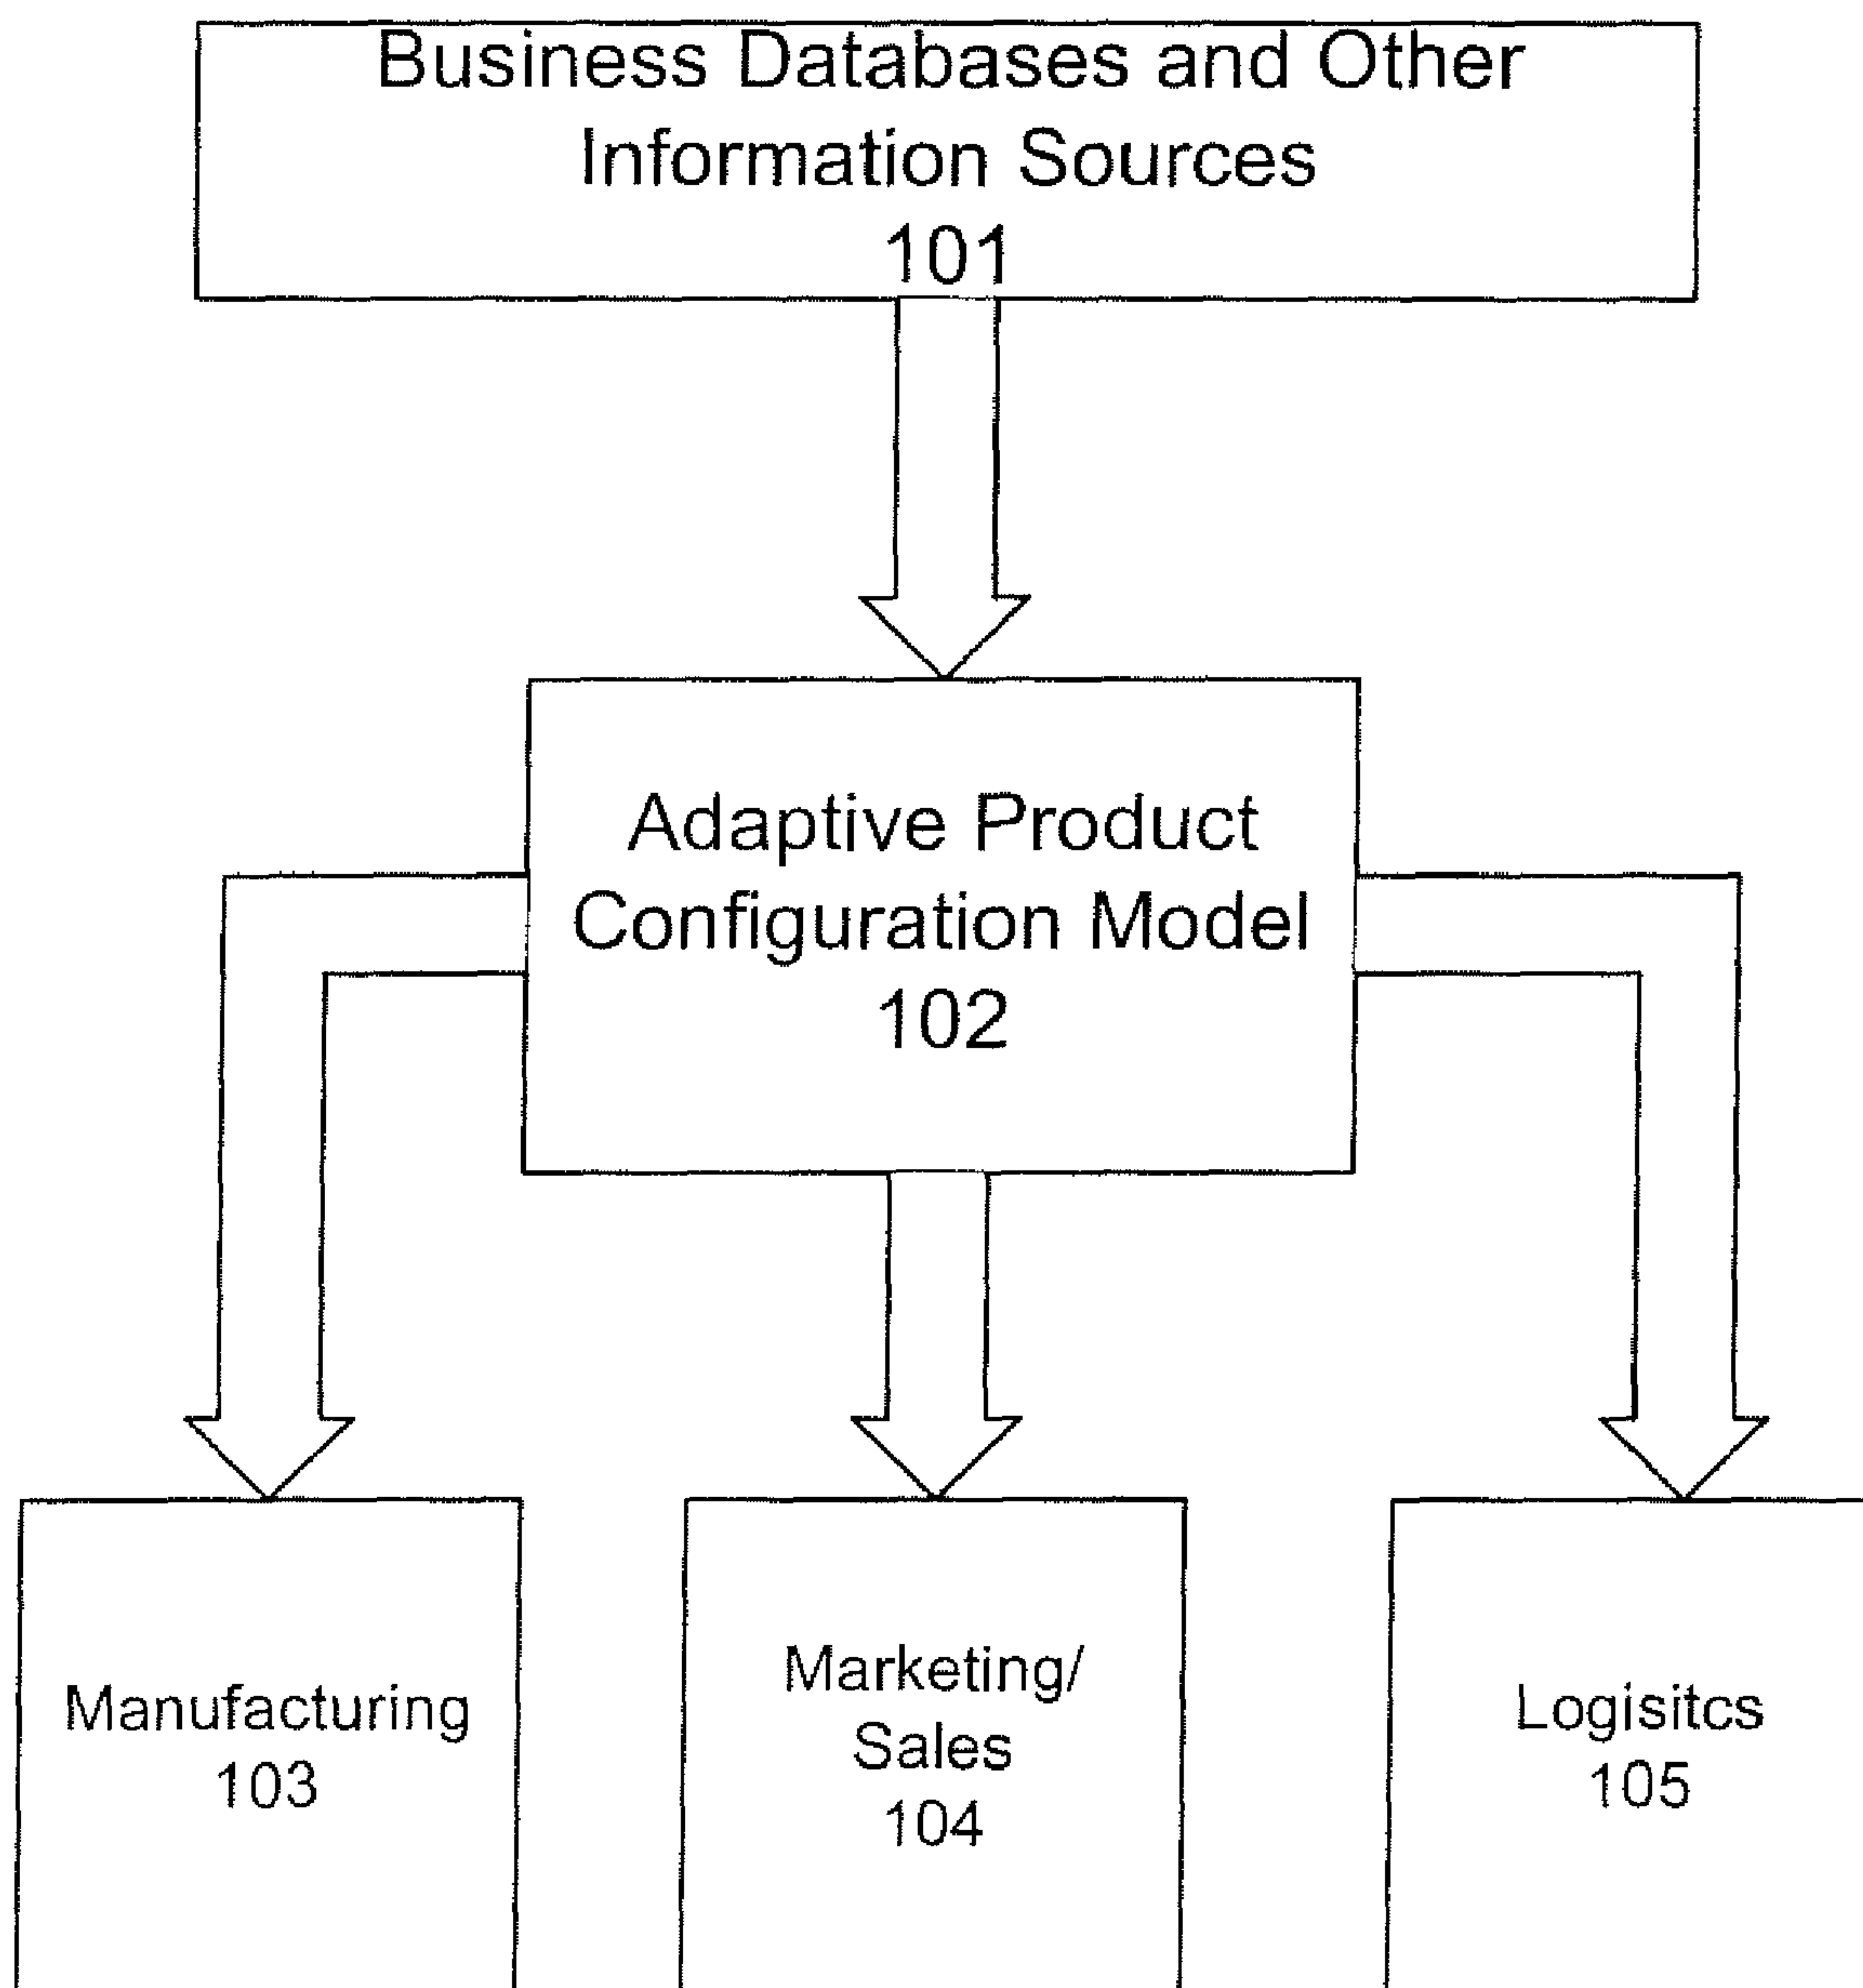 Business Databases and Other
Information Sources
101
Adaptive Product
Configuration Model
102
Manufacturing
103
Marketing/
Sales
104
Logisitcs
105